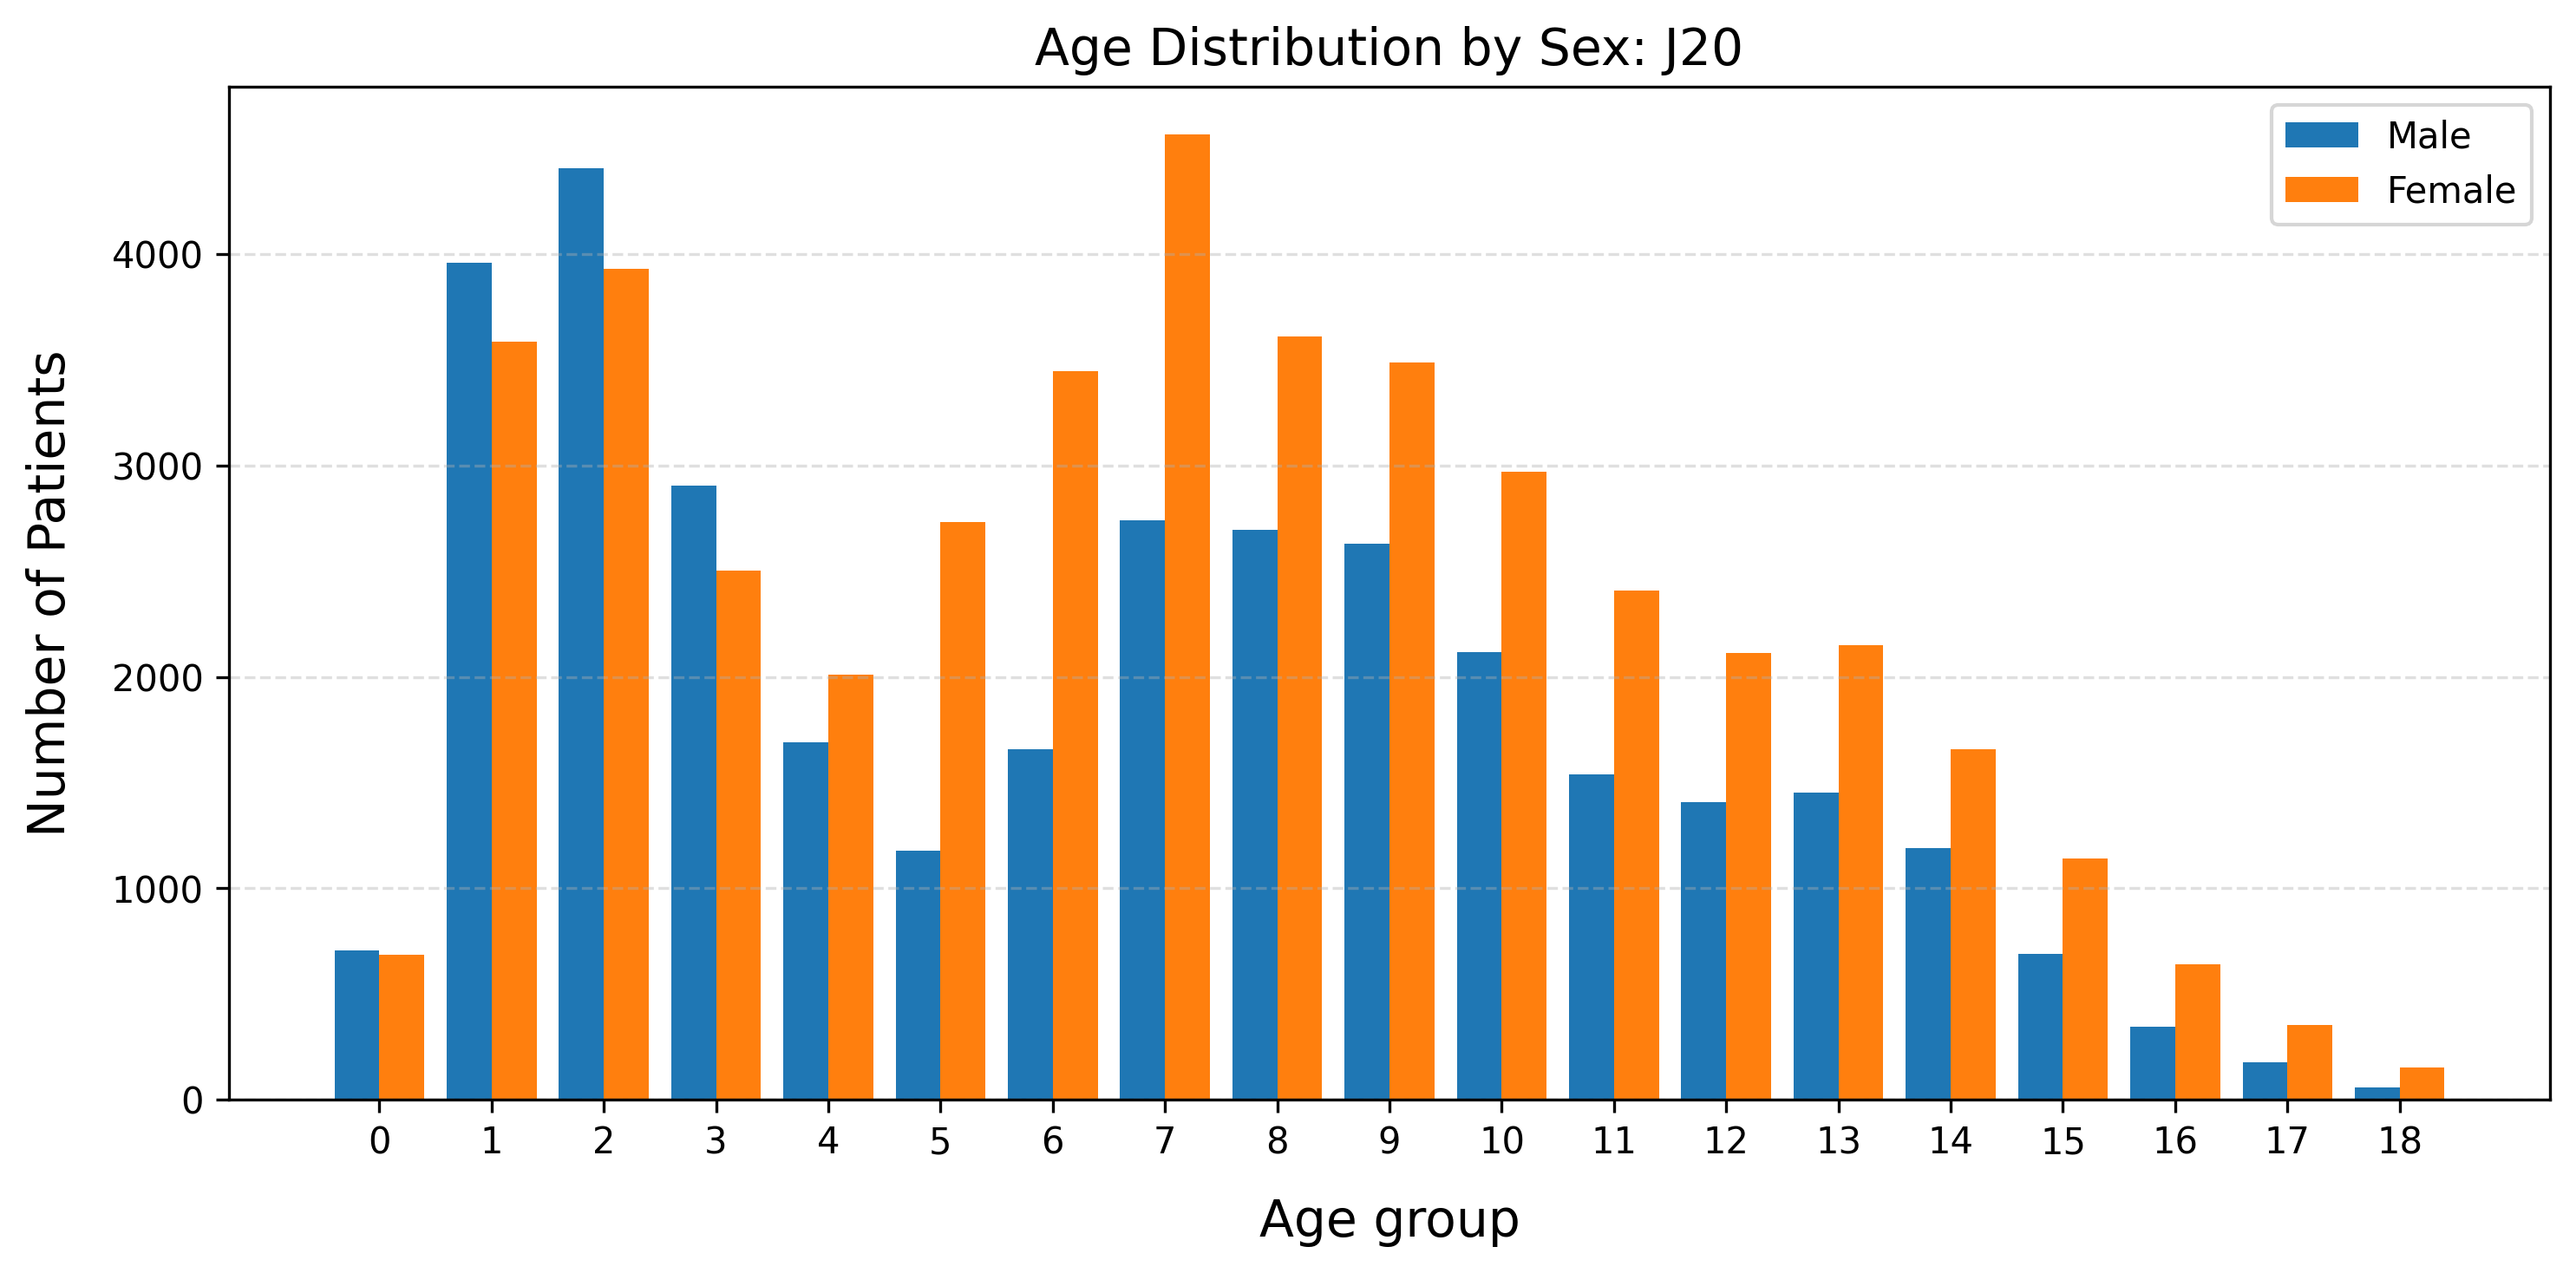 Age Distribution by Sex: J20
Male
Female
Number of Patients
4000
3000
2000
1000
0
0 1 2 3 4 5 6 7 8 9 10 11 12 13 14 15 16 17 18
Age group